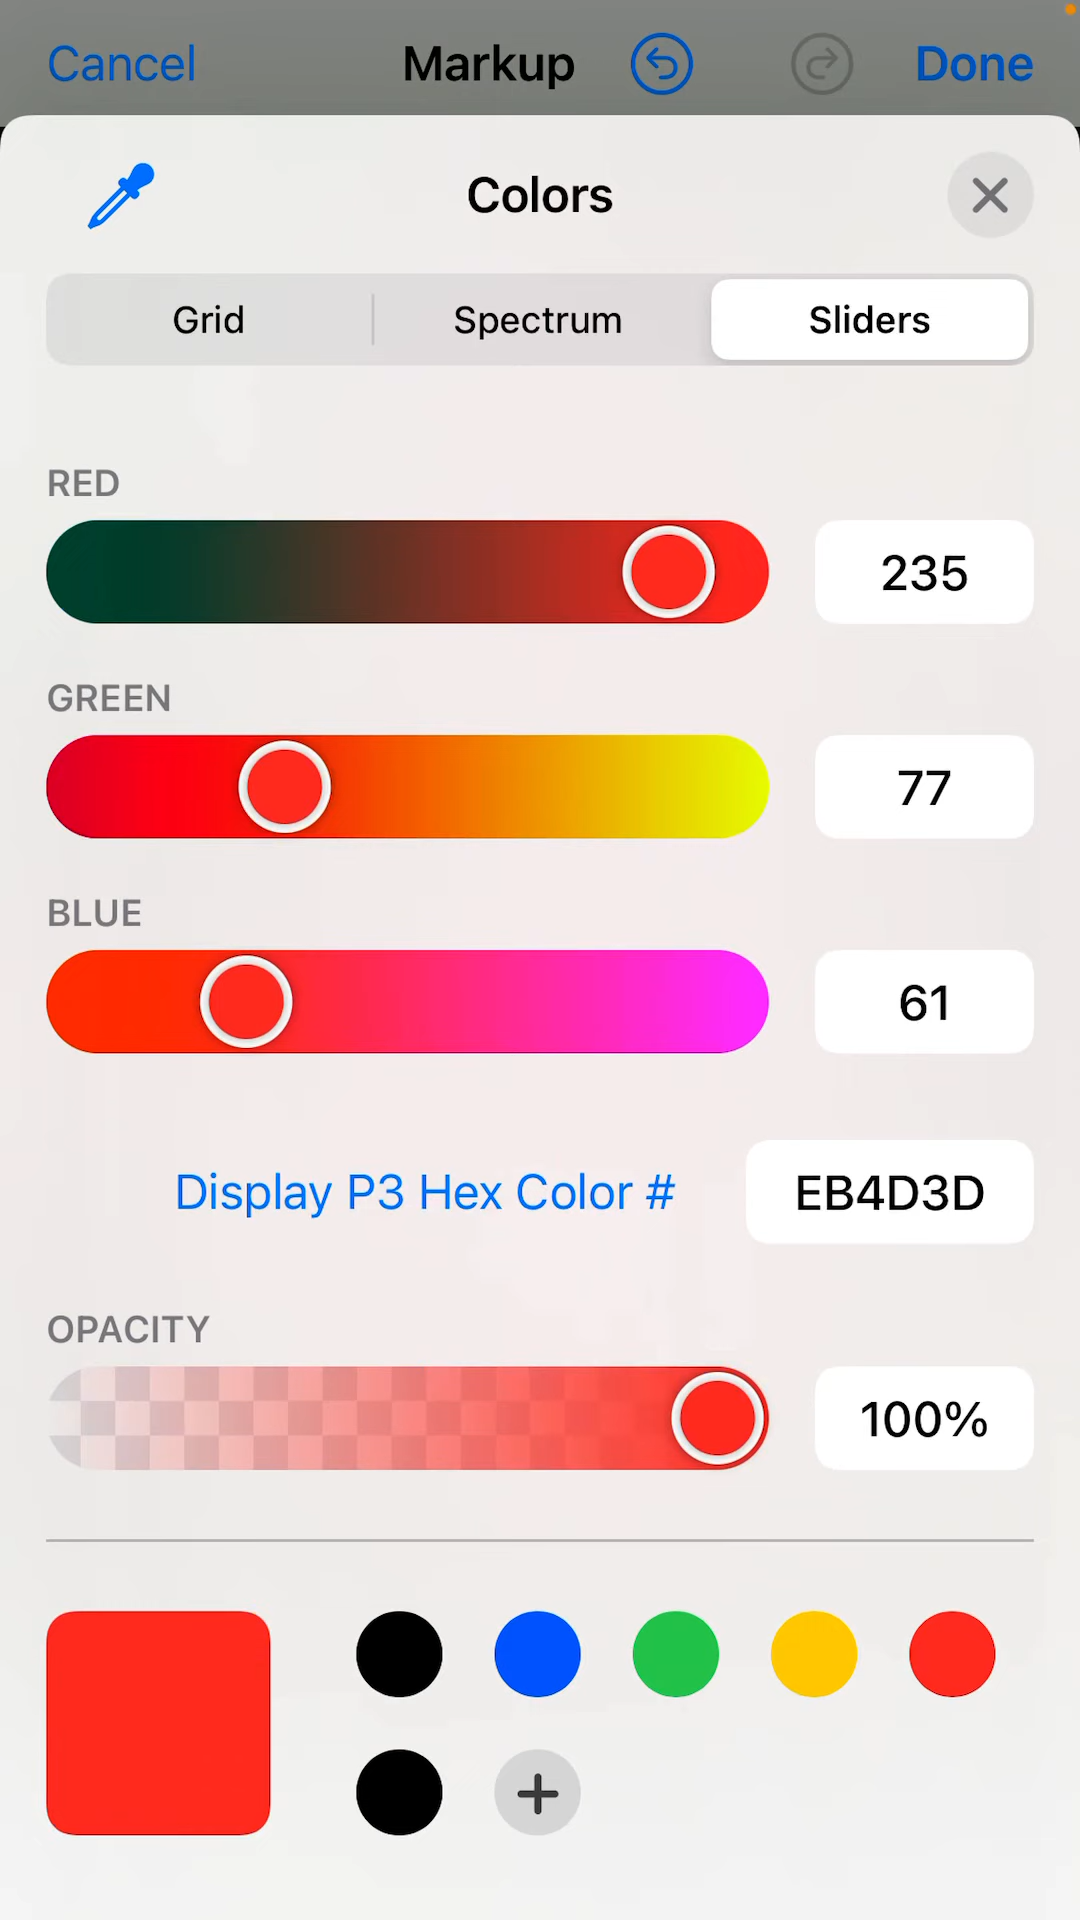 Cancel Markup Done
Colors
Grid Spectrum Sliders
RED
235
GREEN
77
BLUE
61
Display P3 Hex Color # EB4D3D
OPACITY
100%